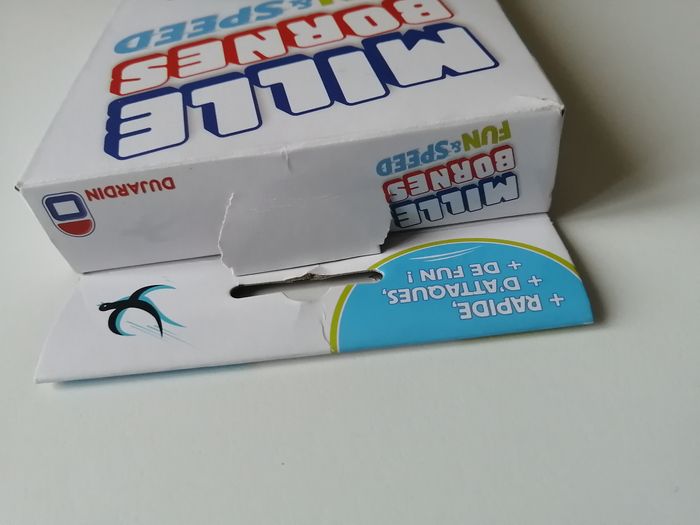 MILLE
BORNES
FUN & SPEED
MILLE
BORNES
FUN & SPEED
DUJARDIN
+ RAPIDE,
+ D'ATTAQUES,
+ DE FUN !